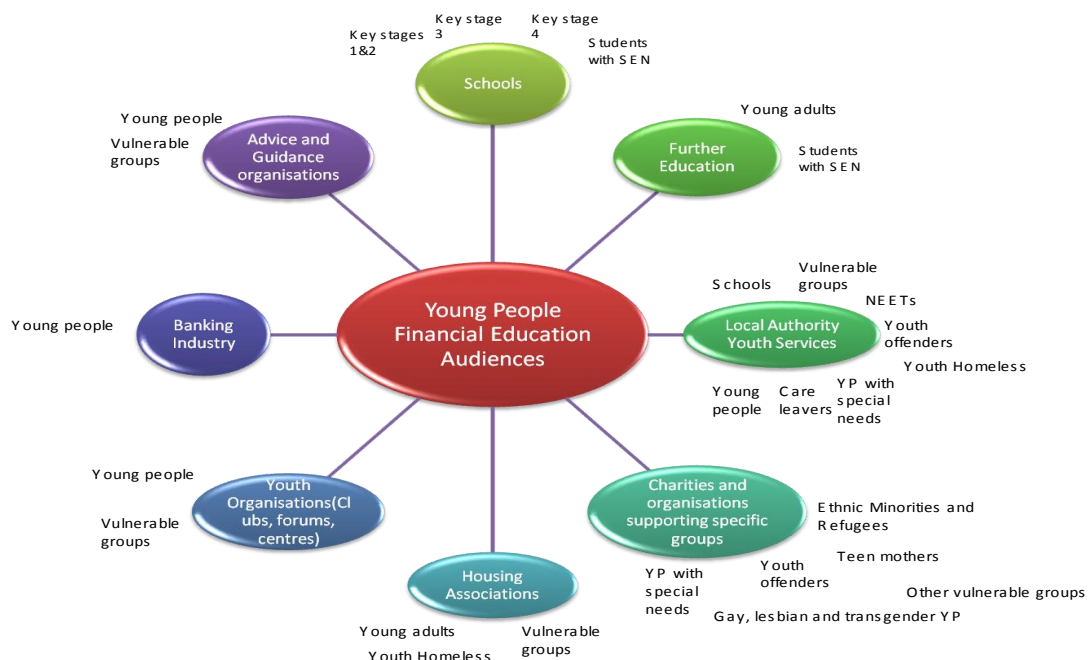 Key stages
1&2
Key stage
3
Key stage
4
Students
with SEN
Schools
Young people
Vulnerable
groups
Advice and
Guidance
organisations
Young adults
Further
Education
Students
with SEN
Young People
Financial Education
Audiences
Young people
Banking
Industry
Schools
Vulnerable
groups
NEETs
Local Authority
Youth Services
Youth
offenders
Youth Homeless
Young
people
Care
leavers
YP with
special
needs
Young people
Vulnerable
groups
Youth
Organisations(Cl
ubs, forums,
centres)
Charities and
organisations
supporting specific
groups
Ethnic Minorities and
Refugees
Teen mothers
Youth
offenders
YP with
special
needs
Other vulnerable groups
Gay, lesbian and transgender YP
Housing
Associations
Young adults
Vulnerable
groups
Youth Homeless